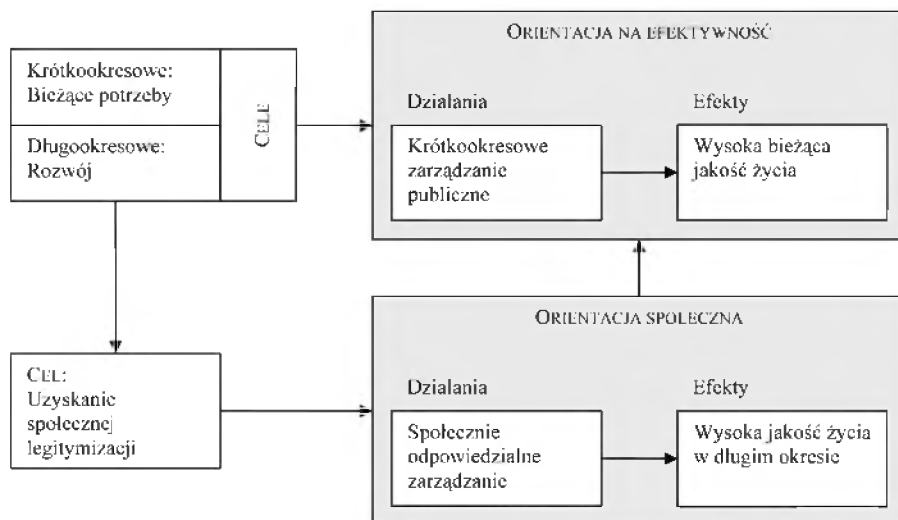 ORIENTACJA NA EFEKTYWNOŚĆ
Krótkookresowe:
Bieżące potrzeby
Długookresowe:
Rozwój
CELE
Działania
Efekty
Krótkookresowe
zarządzanie
publiczne
Wysoka bieżąca
jakość życia
ORIENTACJA SPOŁECZNA
CEL:
Uzyskanie
społecznej
legitymizacji
Działania
Efekty
Społecznie
odpowiedzialne
zarządzanie
Wysoka jakość życia
w długim okresie